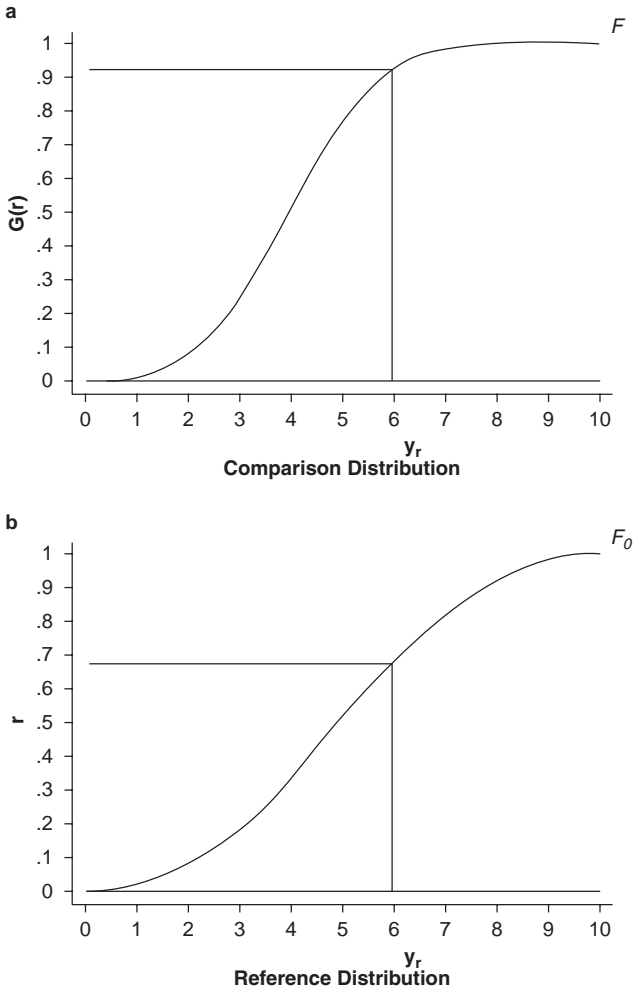 a
F
1
.9
.8
.7
.6
.5
.4
.3
.2
.1
0
G(r)
0 1 2 3 4 5 6 7 8 9 10
yr
Comparison Distribution
b
F0
1
.9
.8
.7
.6
.5
.4
.3
.2
.1
0
r
0 1 2 3 4 5 6 7 8 9 10
yr
Reference Distribution